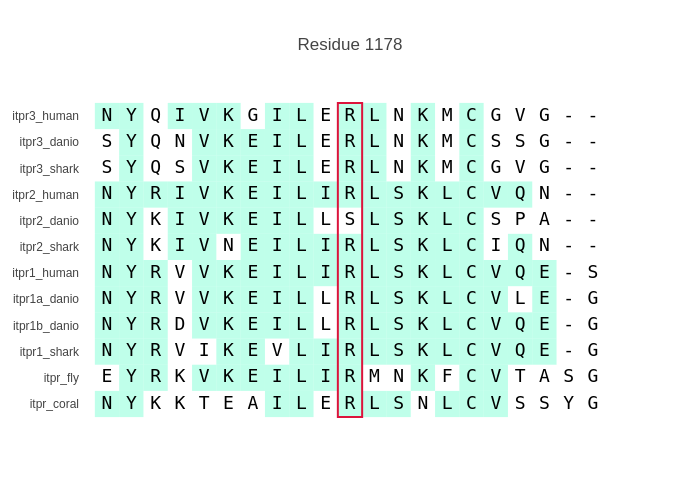 Residue 1178
itpr3_human N Y Q I V K G I L E R L N K M C G V G - -
itpr3_danio S Y Q N V K E I L E R L N K M C S S G - -
itpr3_shark S Y Q S V K E I L E R L N K M C G V G - -
itpr2_human N Y R I V K E I L I R L S K L C V Q N - -
itpr2_danio N Y K I V K E I L L S L S K L C S P A - -
itpr2_shark N Y K I V N E I L I R L S K L C I Q N - -
itpr1_human N Y R V V K E I L I R L S K L C V Q E - S
itpr1a_danio N Y R V V K E I L L R L S K L C V L E - G
itpr1b_danio N Y R D V K E I L L R L S K L C V Q E - G
itpr1_shark N Y R V I K E V L I R L S K L C V Q E - G
itpr_fly E Y R K V K E I L I R M N K F C V T A S G
itpr_coral N Y K K T E A I L E R L S N L C V S S Y G